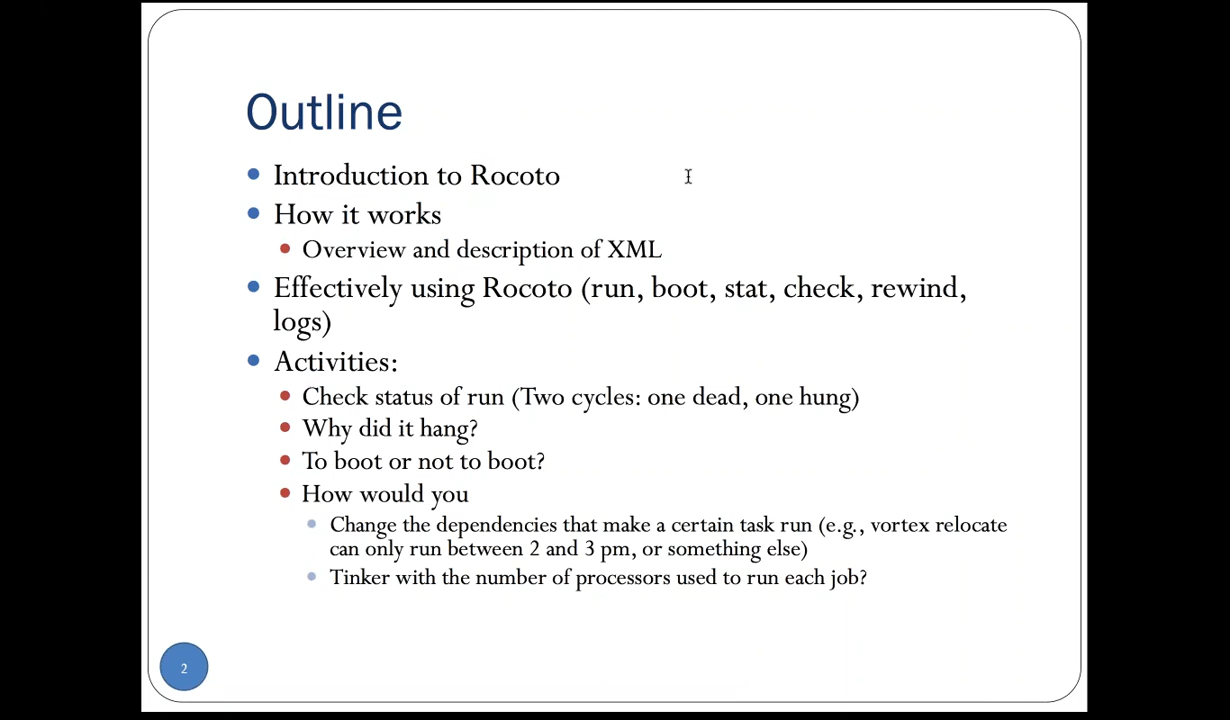 Outline
Introduction to Rocoto
How it works
Overview and description of XML
Effectively using Rocoto (run, boot, stat, check, rewind,
logs)
Activities:
Check status of run (Two cycles: one dead, one hung)
Why did it hang?
To boot or not to boot?
How would you
Change the dependencies that make a certain task run (e.g., vortex relocate
can only run between 2 and 3 pm, or something else)
Tinker with the number of processors used to run each job?
2